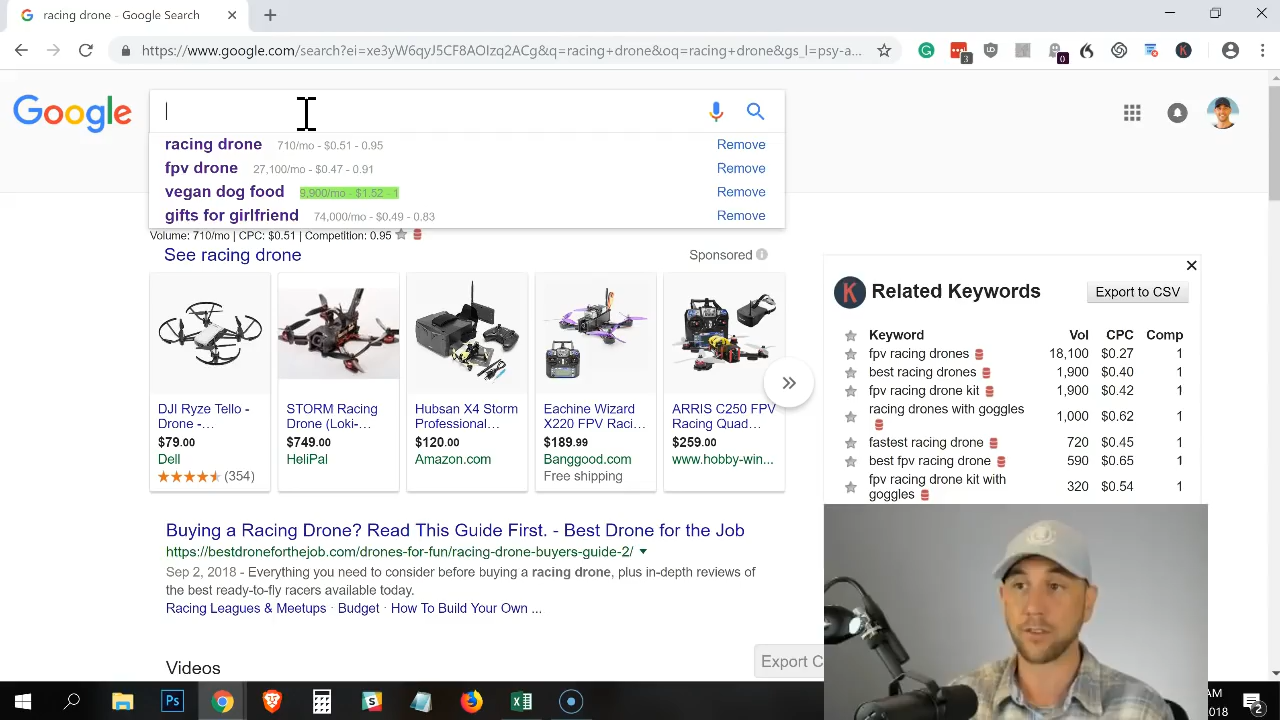 racing drone - Google Search
https://www.google.com/search?ei=xe3yW6qyJ5CF8AOIzq2ACg&q=racing+drone&oq=racing+drone&gs_l=psy-a...
3
0
Google
racing drone 710/mo - $0.51 - 0.95 Remove
fpv drone 27,100/mo - $0.47 - 0.91 Remove
vegan dog food 9,900/mo - $1.52 - 1 Remove
gifts for girlfriend 74,000/mo - $0.49 - 0.83 Remove
Volume: 710/mo | CPC: $0.51 | Competition: 0.95
See racing drone Sponsored
DJI Ryze Tello -
Drone -...
$79.00
Dell
(354)
STORM Racing
Drone (Loki-...
$749.00
HeliPal
Hubsan X4 Storm
Professional...
$120.00
Amazon.com
Eachine Wizard
X220 FPV Raci...
$189.99
Banggood.com
Free shipping
ARRIS C250 FPV
Racing Quad...
$259.00
www.hobby-win...
K Related Keywords Export to CSV
Keyword Vol CPC Comp
fpv racing drones 18,100 $0.27 1
best racing drones 1,900 $0.40 1
fpv racing drone kit 1,900 $0.42 1
racing drones with goggles 1,000 $0.62 1
fastest racing drone 720 $0.45 1
best fpv racing drone 590 $0.65 1
fpv racing drone kit with
goggles 320 $0.54 1
Buying a Racing Drone? Read This Guide First. - Best Drone for the Job
https://bestdroneforthejob.com/drones-for-fun/racing-drone-buyers-guide-2/
Sep 2, 2018 - Everything you need to consider before buying a racing drone, plus in-depth reviews of
the best ready-to-fly racers available today.
Racing Leagues & Meetups · Budget · How To Build Your Own ...
Videos
Export C
AM
2018
2